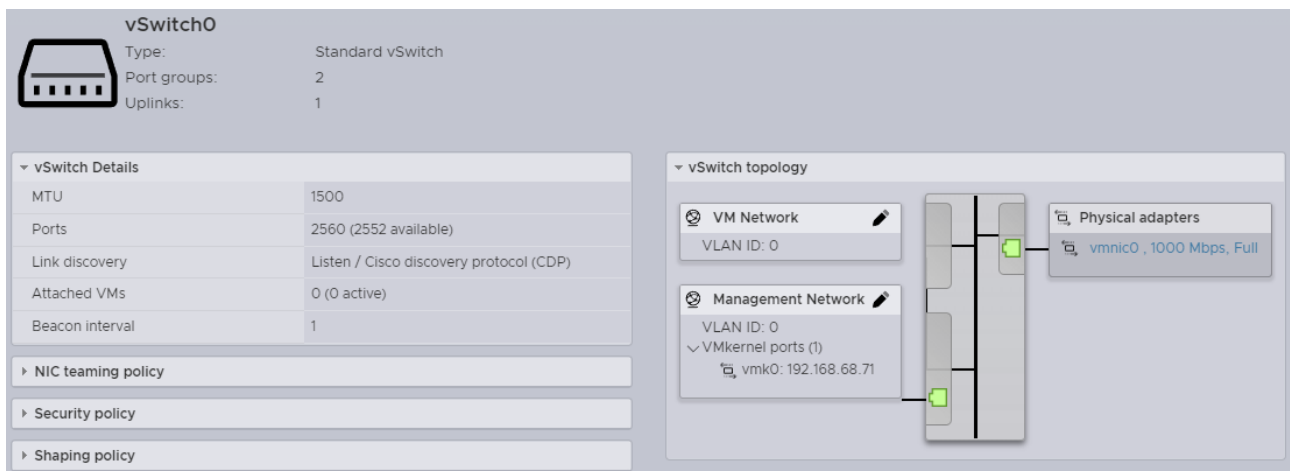 vSwitch0
Type: Standard vSwitch
Port groups: 2
Uplinks: 1
vSwitch Details
MTU 1500
Ports 2560 (2552 available)
Link discovery Listen / Cisco discovery protocol (CDP)
Attached VMs 0 (0 active)
Beacon interval 1
NIC teaming policy
Security policy
Shaping policy
vSwitch topology
VM Network
VLAN ID: 0
Management Network
VLAN ID: 0
VMkernel ports (1)
vmk0: 192.168.68.71
Physical adapters
vmnic0 , 1000 Mbps, Full